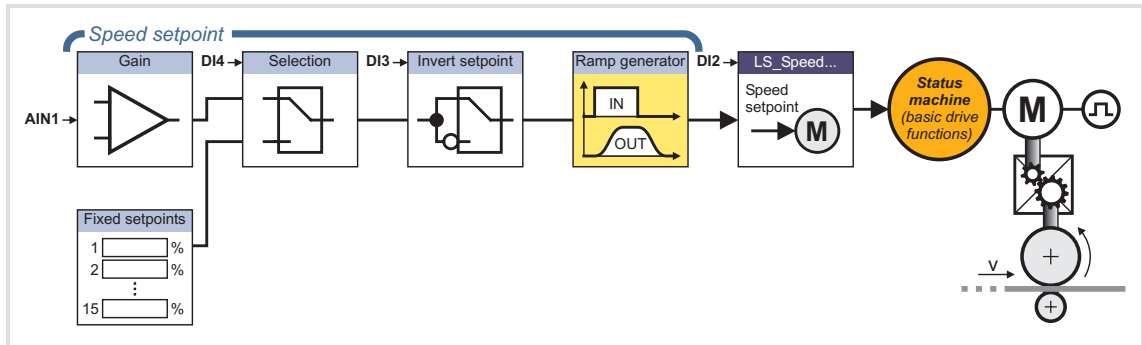 Speed setpoint
Gain
DI4
Selection
DI3
Invert setpoint
Ramp generator
DI2
LS_Speed...
AIN1
IN
OUT
Speed
setpoint
M
Status
machine
(basic drive
functions)
M
Fixed setpoints
1 %
2 %
⋮
15 %
V
+
+